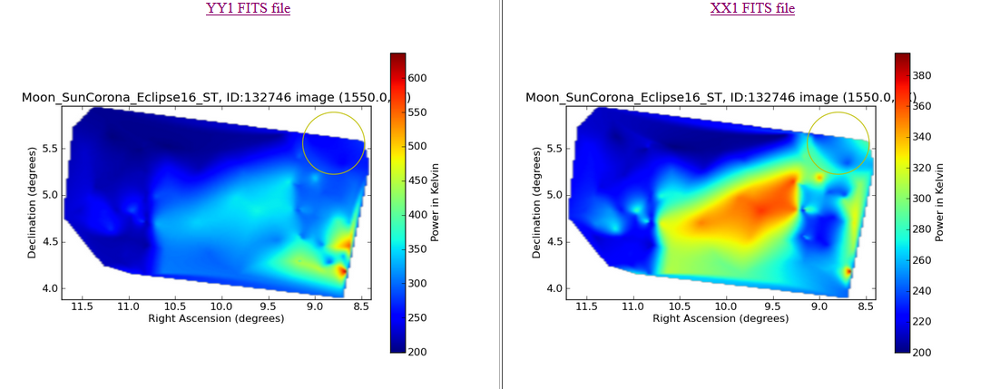 YY1 FITS file
Moon_SunCorona_Eclipse16_ST, ID:132746 image (1550.0,
600
550
500
450
400
350
300
250
200
Power in Kelvin
5.5
5.0
4.5
4.0
Declination (degrees)
11.5 11.0 10.5 10.0 9.5 9.0 8.5
Right Ascension (degrees)
XX1 FITS file
Moon_SunCorona_Eclipse16_ST, ID:132746 image (1550.0,
380
360
340
320
300
280
260
240
220
200
Power in Kelvin
5.5
5.0
4.5
4.0
Declination (degrees)
11.5 11.0 10.5 10.0 9.5 9.0 8.5
Right Ascension (degrees)